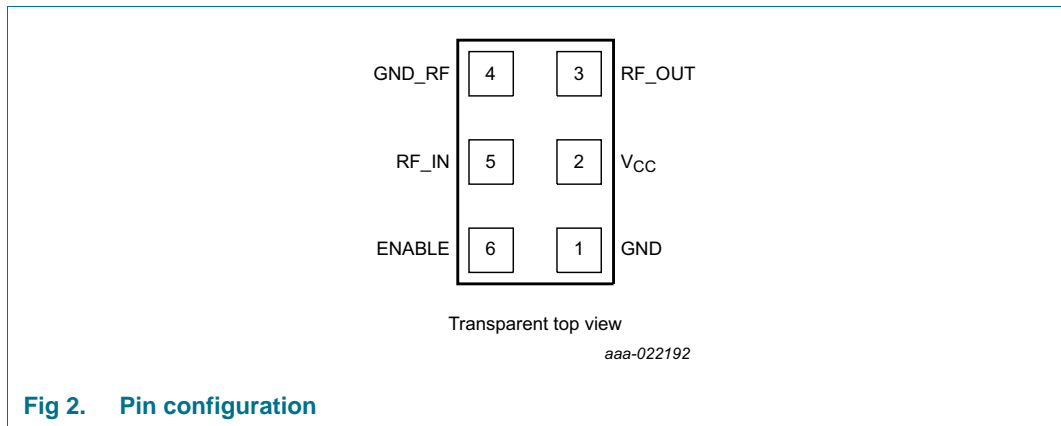 GND_RF 4 3 RF_OUT
RF_IN 5 2 VCC
ENABLE 6 1 GND
Transparent top view
aaa-022192
Fig 2. Pin configuration